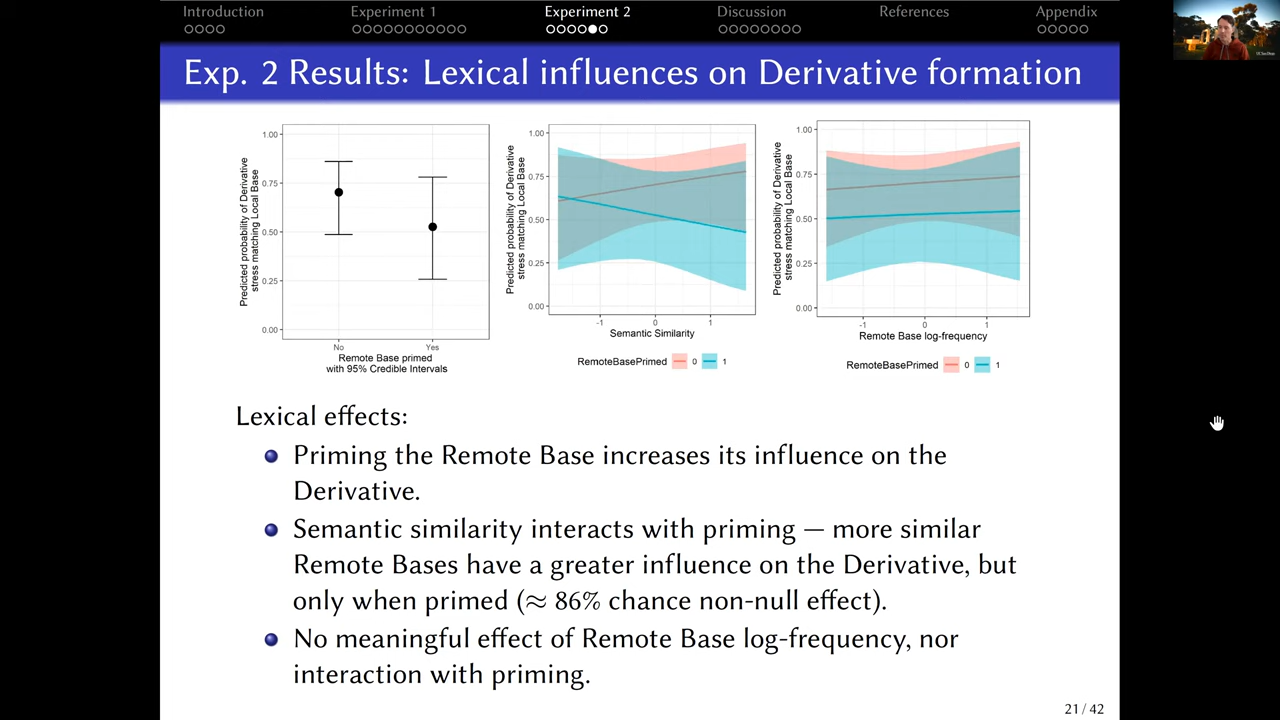 Introduction Experiment 1 Experiment 2 Discussion References Appendix
Exp. 2 Results: Lexical influences on Derivative formation
Predicted probability of Derivative
stress matching Local Base
1.00
0.75
0.50
0.25
0.00
No Yes
Remote Base primed
with 95% Credible Intervals
Predicted probability of Derivative
stress matching Local Base
1.00
0.75
0.50
0.25
0.00
-1 0 1
Semantic Similarity
RemoteBasePrimed 0 1
Predicted probability of Derivative
stress matching Local Base
1.00
0.75
0.50
0.25
0.00
-1 0 1
Remote Base log-frequency
RemoteBasePrimed 0 1
Lexical effects:
Priming the Remote Base increases its influence on the
Derivative.
Semantic similarity interacts with priming — more similar
Remote Bases have a greater influence on the Derivative, but
only when primed (≈ 86% chance non-null effect).
No meaningful effect of Remote Base log-frequency, nor
interaction with priming.
21 / 42